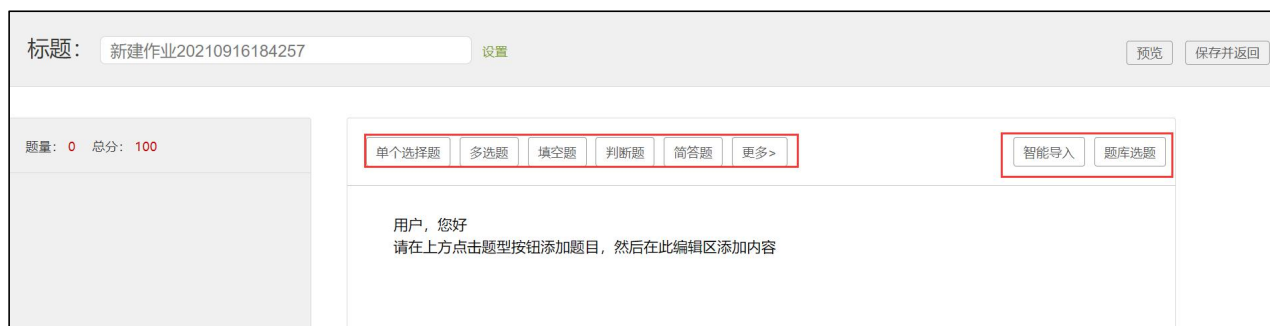 标题： 新建作业20210916184257 设置 预览 保存并返回
题量：0 总分：100
单个选择题 多选题 填空题 判断题 简答题 更多> 智能导入 题库选题
用户，您好
请在上方点击题型按钮添加题目，然后在此编辑区添加内容